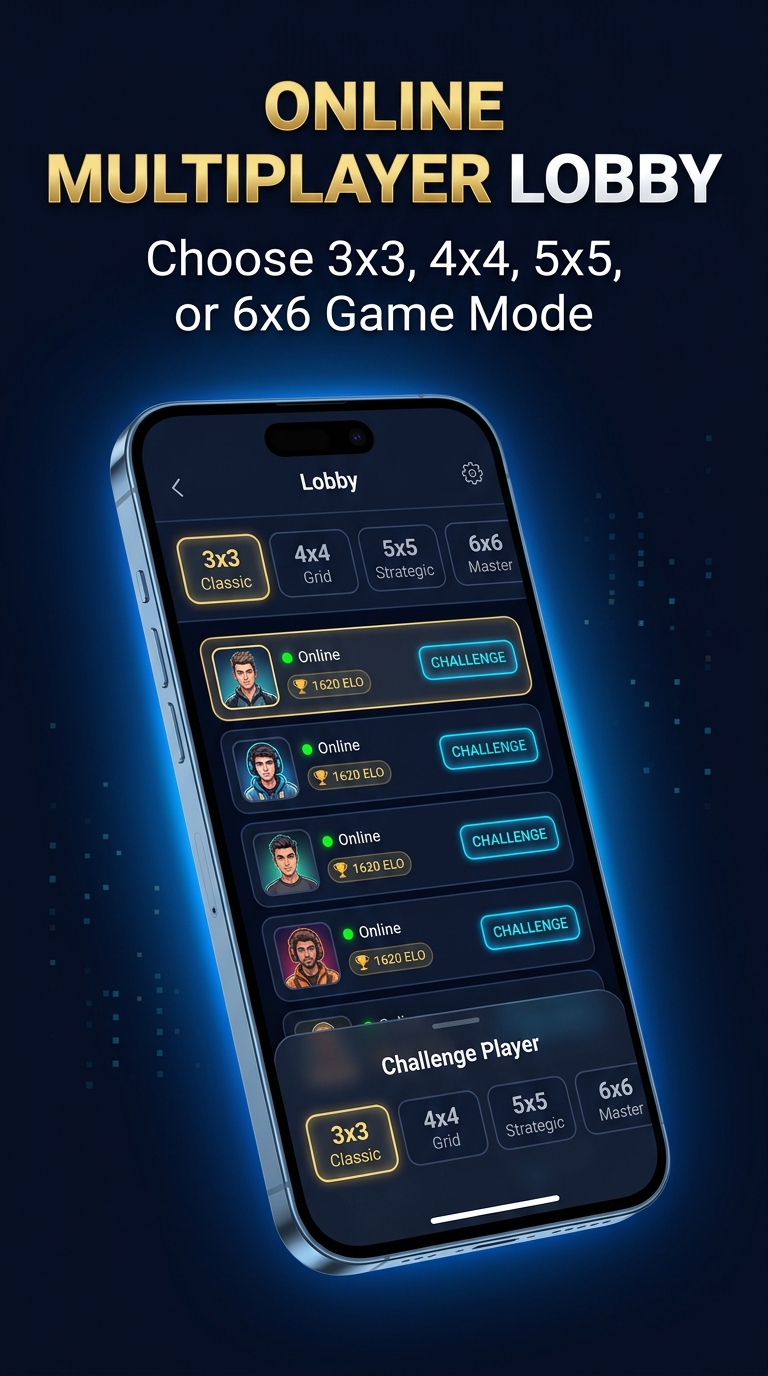 ONLINE
MULTIPLAYER LOBBY
Choose 3x3, 4x4, 5x5,
or 6x6 Game Mode
Lobby
3x3 4x4 5x5 6x6
Classic Grid Strategic Master
Online
1620 ELO
CHALLENGE
Online
1620 ELO
CHALLENGE
Online
1620 ELO
CHALLENGE
Online
1620 ELO
CHALLENGE
Challenge Player
3x3 4x4 5x5 6x6
Classic Grid Strategic Master